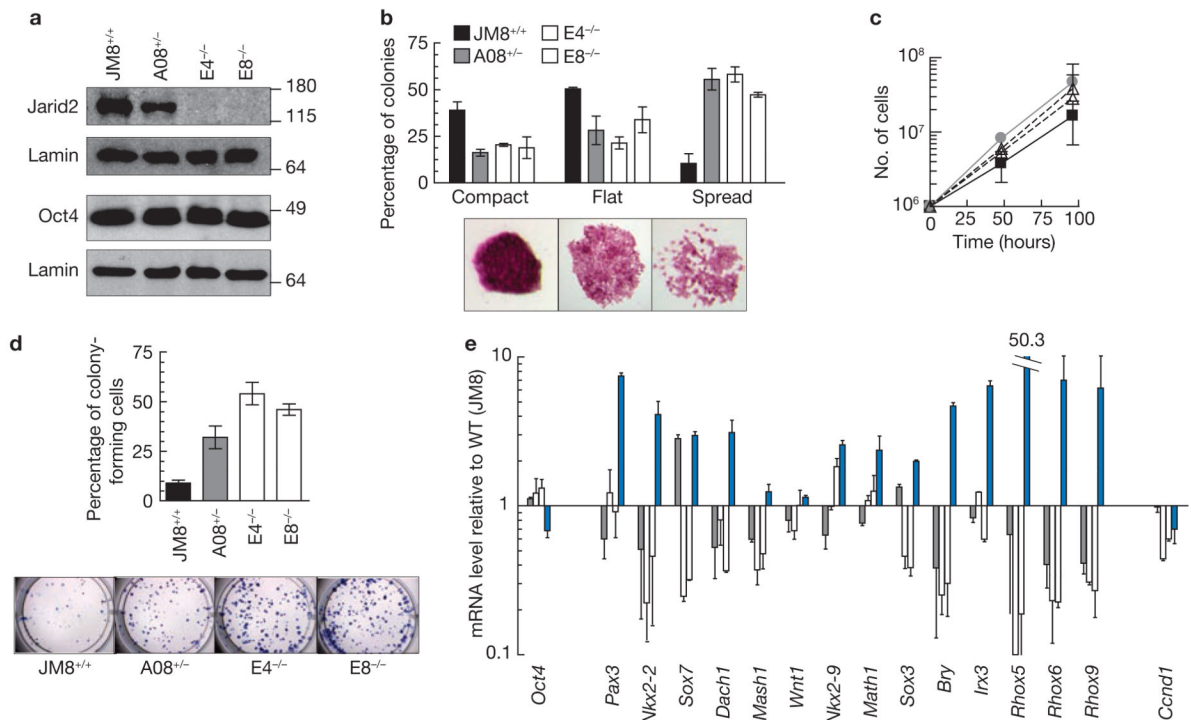 a
JM8+/+
A08+/–
E4–/–
E8–/–
Jarid2
180
115
Lamin
64
Oct4
49
Lamin
64
b
JM8+/+
E4–/–
A08+/–
E8–/–
Percentage of colonies
75
50
25
0
Compact Flat Spread
c
No. of cells
10^8
10^7
10^6
0 25 50 75 100
Time (hours)
d
Percentage of colony-
forming cells
75
50
25
0
JM8+/+
A08+/–
E4–/–
E8–/–
JM8+/+ A08+/– E4–/– E8–/–
e
50.3
mRNA level relative to WT (JM8)
10
1
0.1
Oct4
Pax3
Nkx2-2
Sox7
Dach1
Mash1
Wnt1
Nkx2-9
Math1
Sox3
Bry
Irx3
Rhox5
Rhox6
Rhox9
Ccnd1